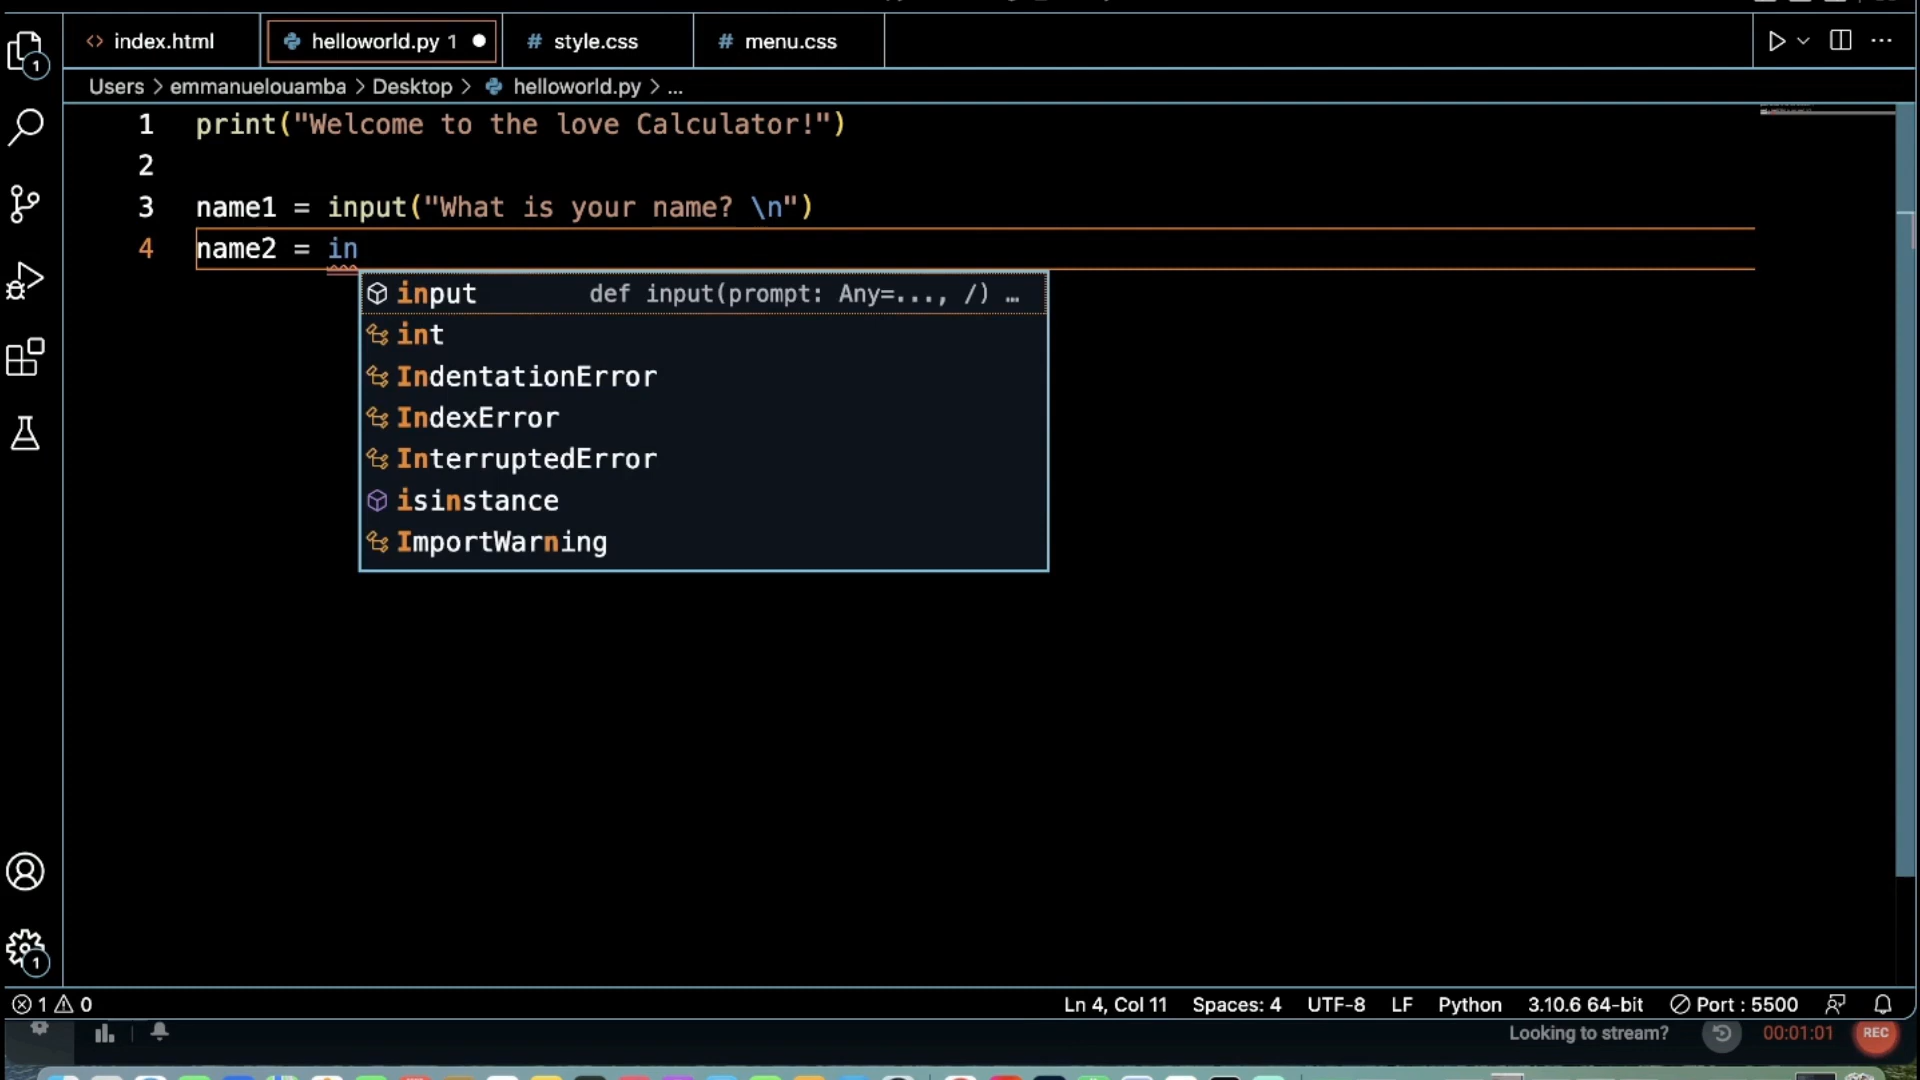 index.html
helloworld.py 1
# style.css
# menu.css
1
Users > emmanuelouamba > Desktop > helloworld.py > ...
1 print("Welcome to the love Calculator!")
2
3 name1 = input("What is your name? \n")
4 name2 = in
input def input(prompt: Any=..., /) …
int
IndentationError
IndexError
InterruptedError
isinstance
ImportWarning
1
1 0
Ln 4, Col 11
Spaces: 4
UTF-8
LF
Python
3.10.6 64-bit
Port : 5500
Looking to stream?
00:01:01
REC